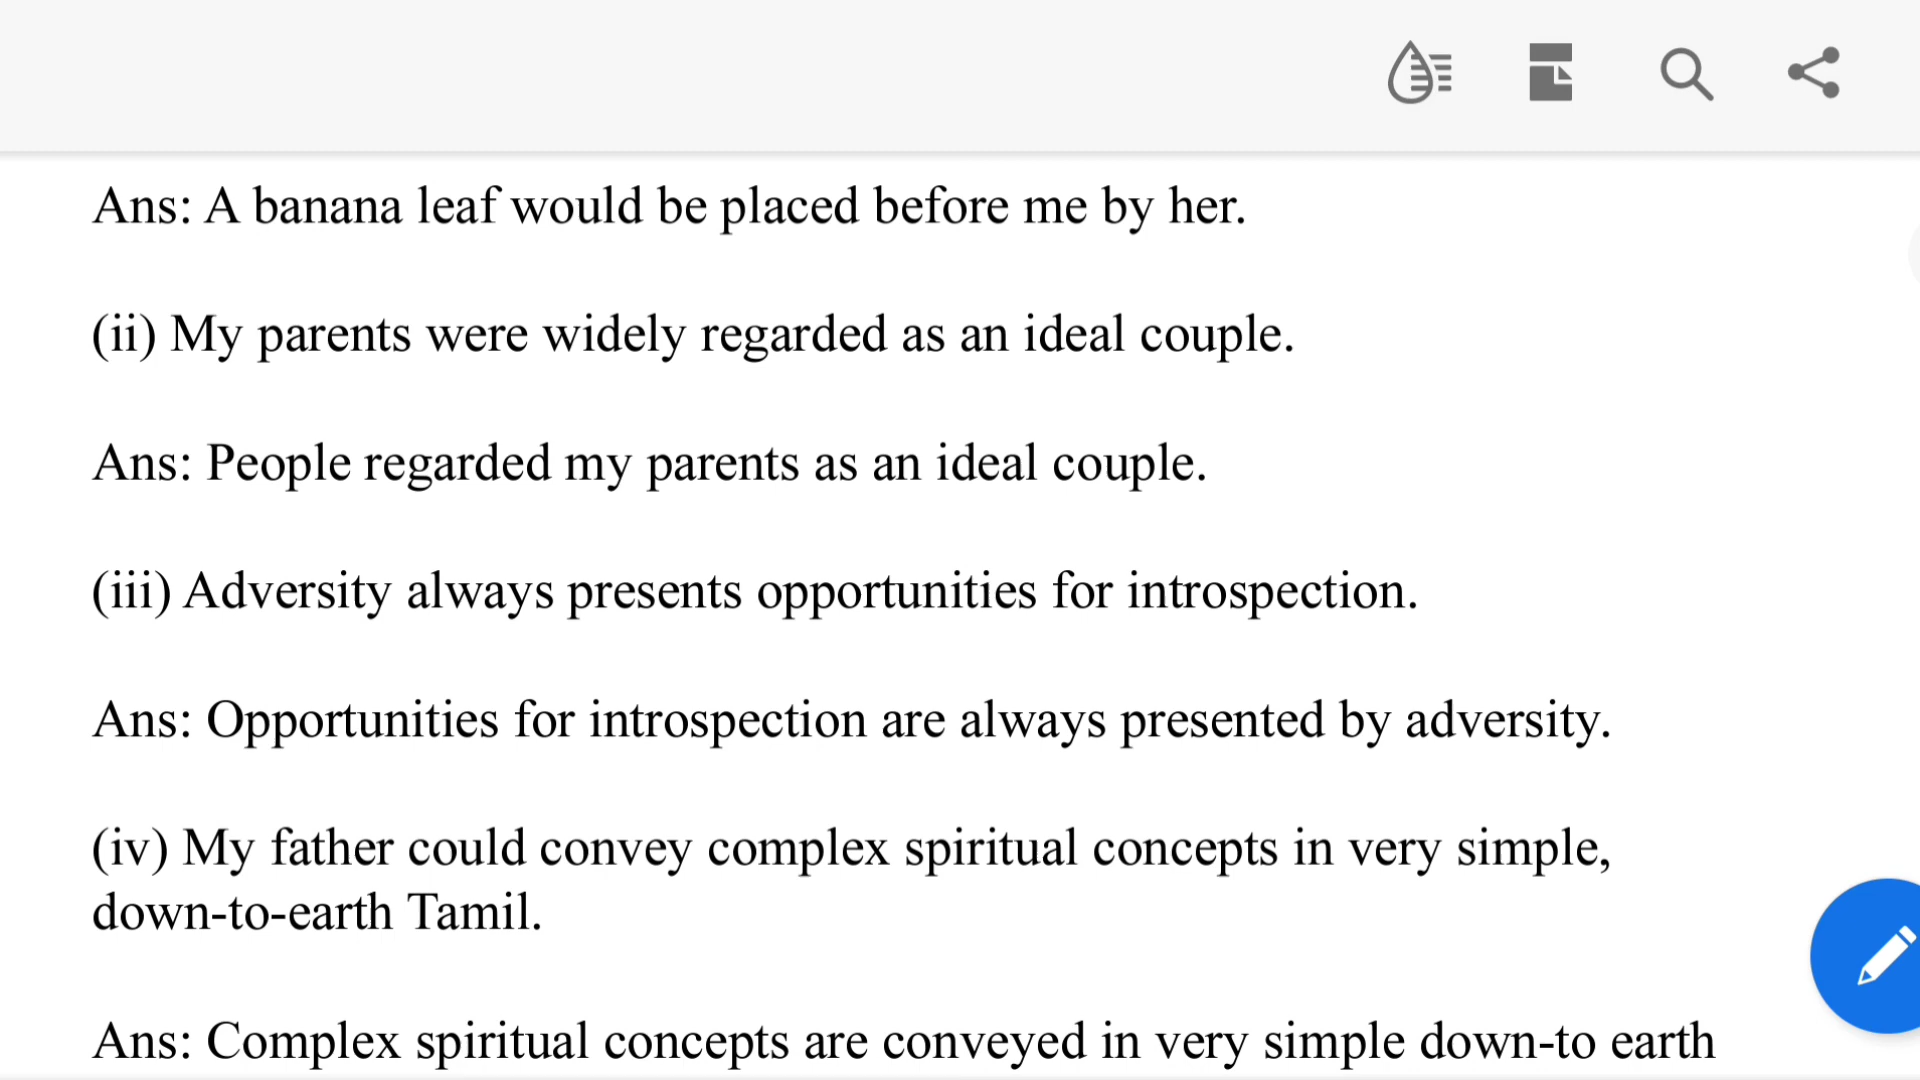 Ans: A banana leaf would be placed before me by her.
(ii) My parents were widely regarded as an ideal couple.
Ans: People regarded my parents as an ideal couple.
(iii) Adversity always presents opportunities for introspection.
Ans: Opportunities for introspection are always presented by adversity.
(iv) My father could convey complex spiritual concepts in very simple,
down-to-earth Tamil.
Ans: Complex spiritual concepts are conveyed in very simple down-to earth